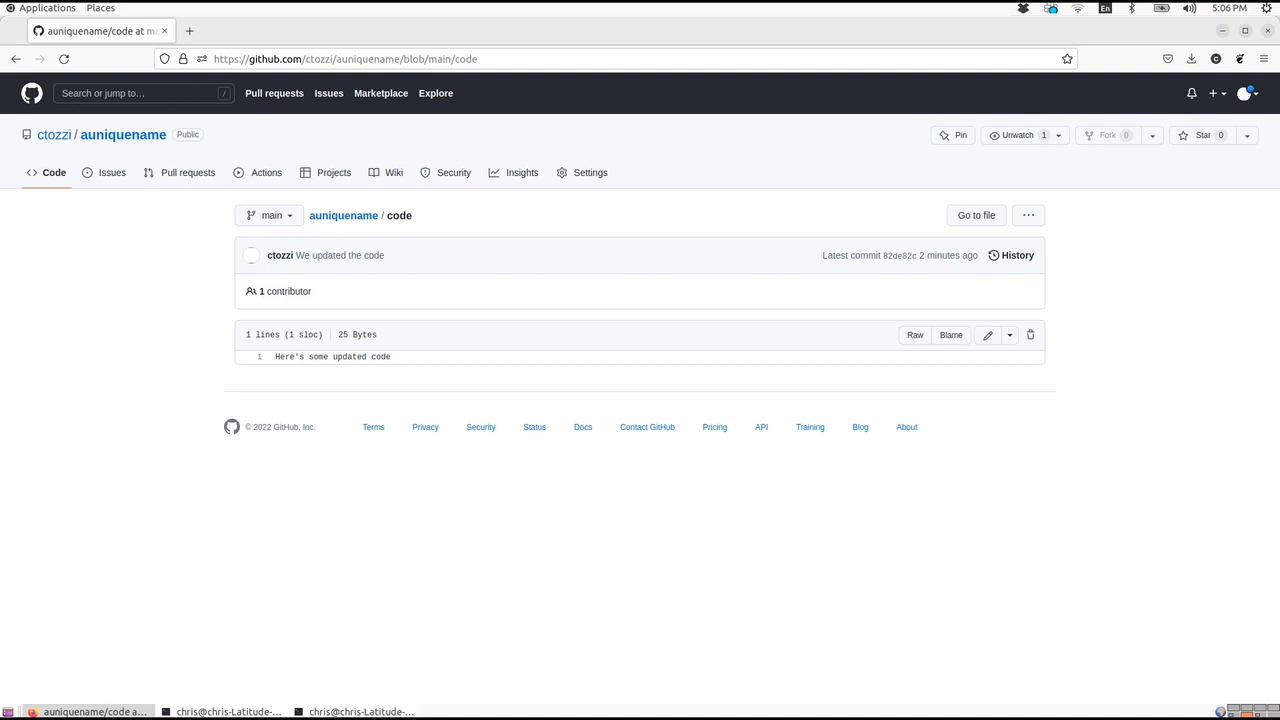 Applications Places En 5:06 PM
auniquename/code at ma
https://github.com/ctozzi/auniquename/blob/main/code
Search or jump to… / Pull requests Issues Marketplace Explore
ctozzi / auniquename Public Pin Unwatch 1 Fork 0 Star 0
Code Issues Pull requests Actions Projects Wiki Security Insights Settings
main auniquename / code Go to file ···
ctozzi We updated the code Latest commit 82de82c 2 minutes ago History
1 contributor
1 lines (1 sloc) 25 Bytes Raw Blame
1 Here's some updated code
© 2022 GitHub, Inc. Terms Privacy Security Status Docs Contact GitHub Pricing API Training Blog About
auniquename/code a… chris@chris-Latitude-… chris@chris-Latitude-…